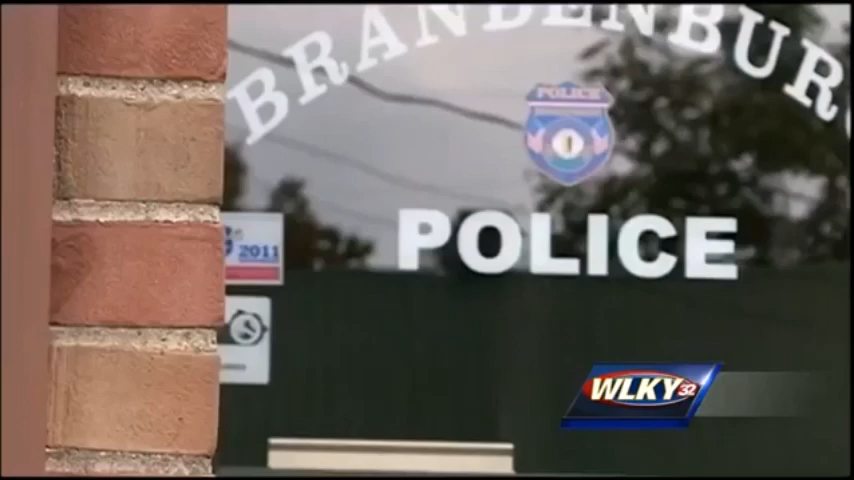 BRANDENBURG
POLICE
POLICE
2011
WLKY 32